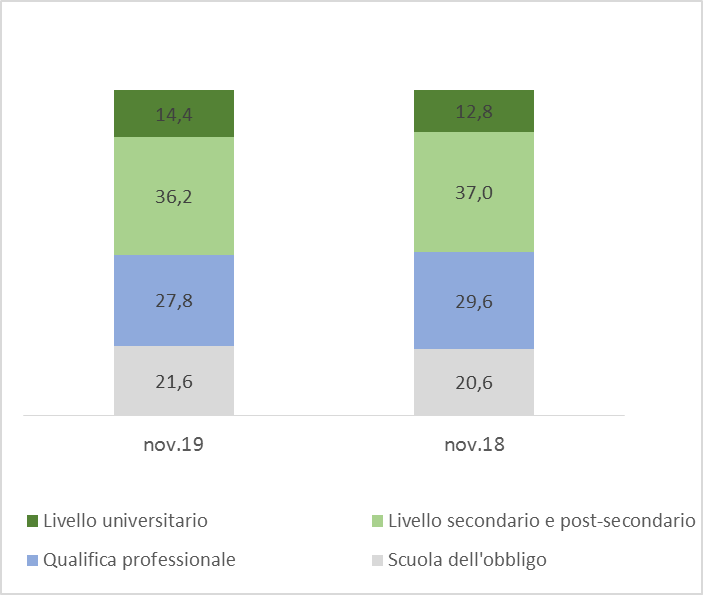 14,4
12,8
36,2
37,0
27,8
29,6
21,6
20,6
nov.19
nov.18
Livello universitario
Livello secondario e post-secondario
Qualifica professionale
Scuola dell'obbligo